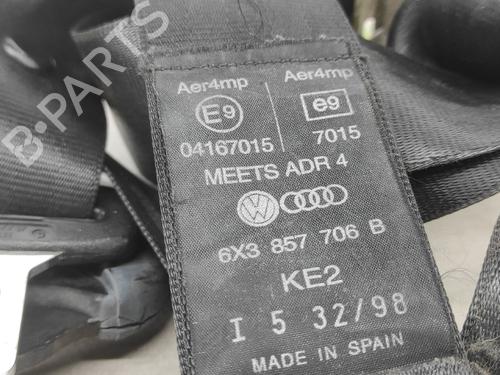 B-PARTS
Aer4mp Aer4mp
E9 e9
04167015 7015
MEETS ADR 4
6X3 857 706 B
KE2
I 5 32/98
MADE IN SPAIN